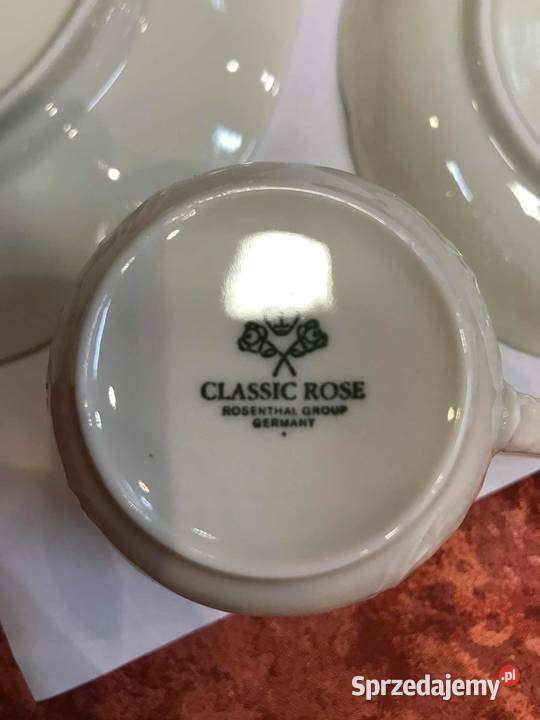 CLASSIC ROSE
ROSENTHAL GROUP
GERMANY
Sprzedajemy.pl